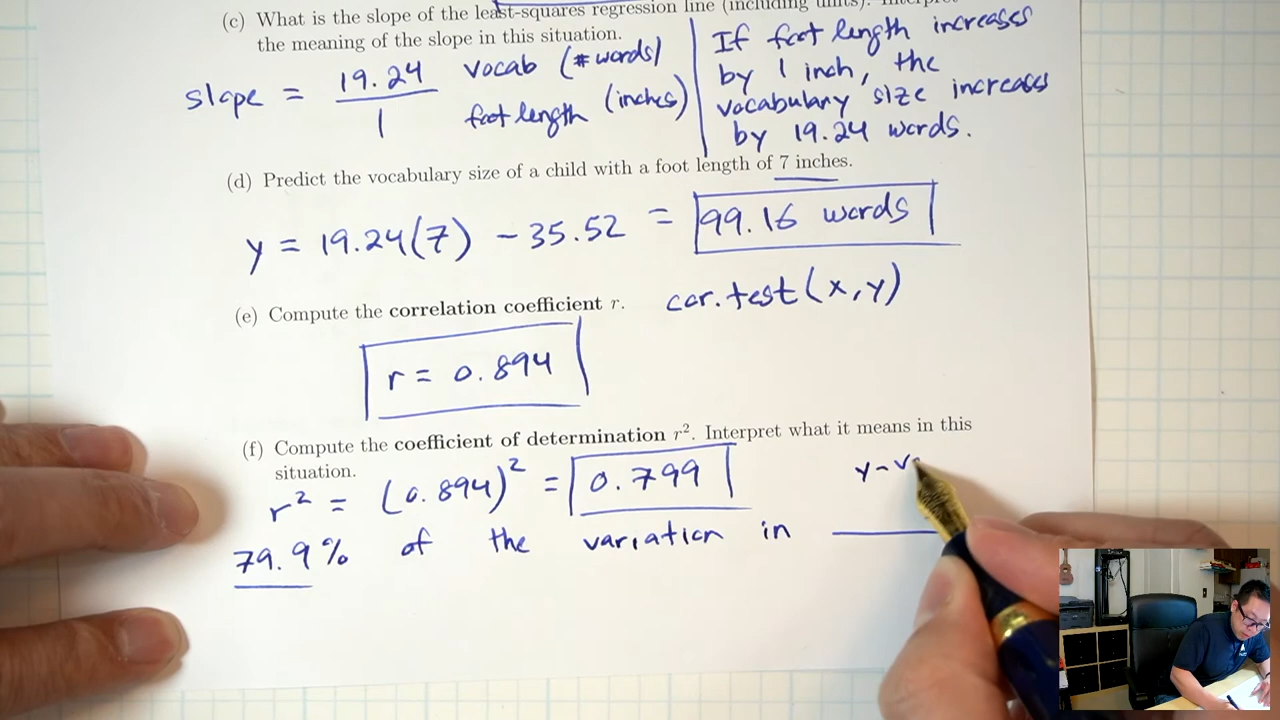 (c) What is the slope of the least-squares regression line (including units)? Interpret
the meaning of the slope in this situation.
slope = 19.24 vocab (#words)
1 foot length (inches)
If foot length increases
by 1 inch, the
vocabulary size increases
by 19.24 words.
(d) Predict the vocabulary size of a child with a foot length of 7 inches.
y = 19.24(7) - 35.52 = 99.16 words
(e) Compute the correlation coefficient r. cor.test(x,y)
r = 0.894
(f) Compute the coefficient of determination r². Interpret what it means in this
situation.
r² = (0.894)² = 0.799
y-v
79.9% of the variation in